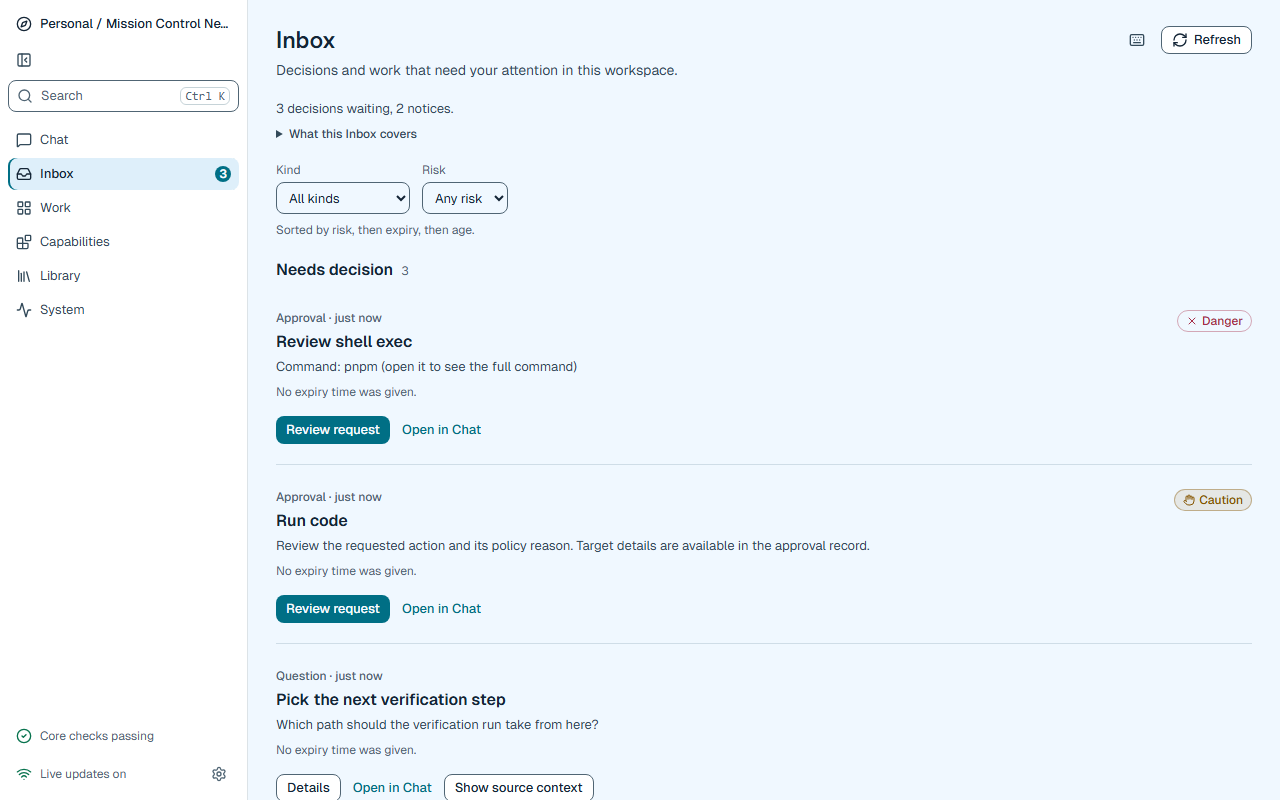 Personal / Mission Control Ne…
Search
Ctrl K
Chat
Inbox
3
Work
Capabilities
Library
System
Core checks passing
Live updates on
Inbox
Refresh
Decisions and work that need your attention in this workspace.
3 decisions waiting, 2 notices.
What this Inbox covers
Kind
Risk
All kinds
Any risk
Sorted by risk, then expiry, then age.
Needs decision 3
Approval · just now
Danger
Review shell exec
Command: pnpm (open it to see the full command)
No expiry time was given.
Review request
Open in Chat
Approval · just now
Caution
Run code
Review the requested action and its policy reason. Target details are available in the approval record.
No expiry time was given.
Review request
Open in Chat
Question · just now
Pick the next verification step
Which path should the verification run take from here?
No expiry time was given.
Details
Open in Chat
Show source context